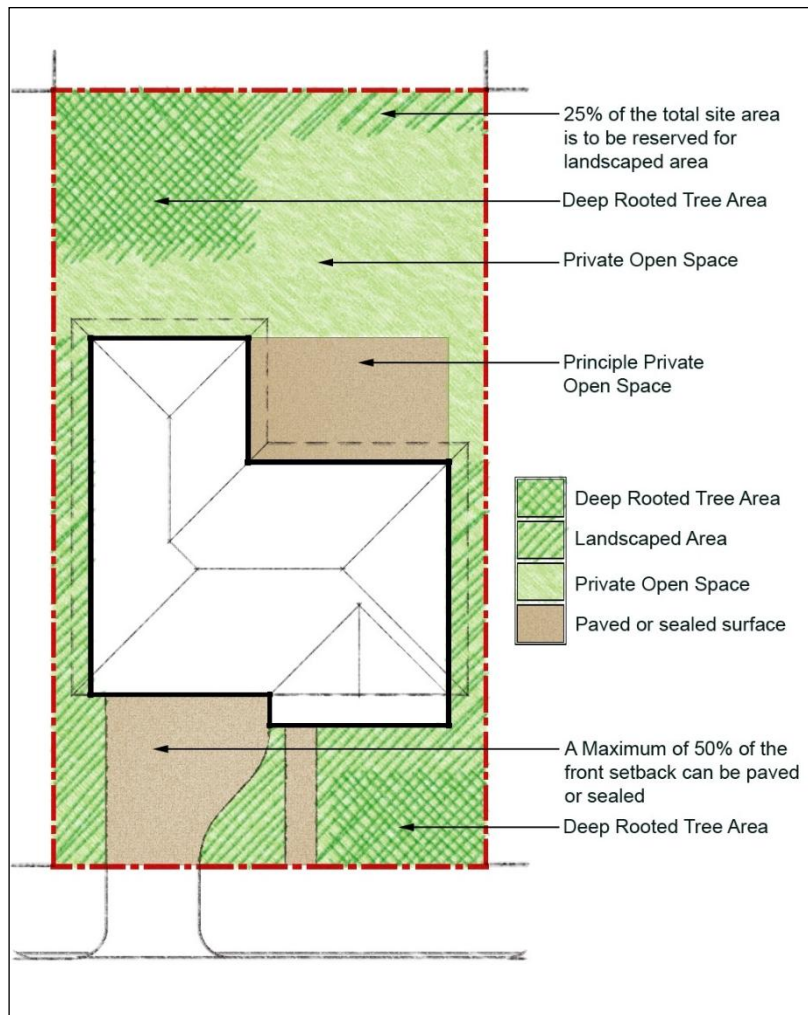 25% of the total site area
is to be reserved for
landscaped area
Deep Rooted Tree Area
Private Open Space
Principle Private
Open Space
Deep Rooted Tree Area
Landscaped Area
Private Open Space
Paved or sealed surface
A Maximum of 50% of the
front setback can be paved
or sealed
Deep Rooted Tree Area